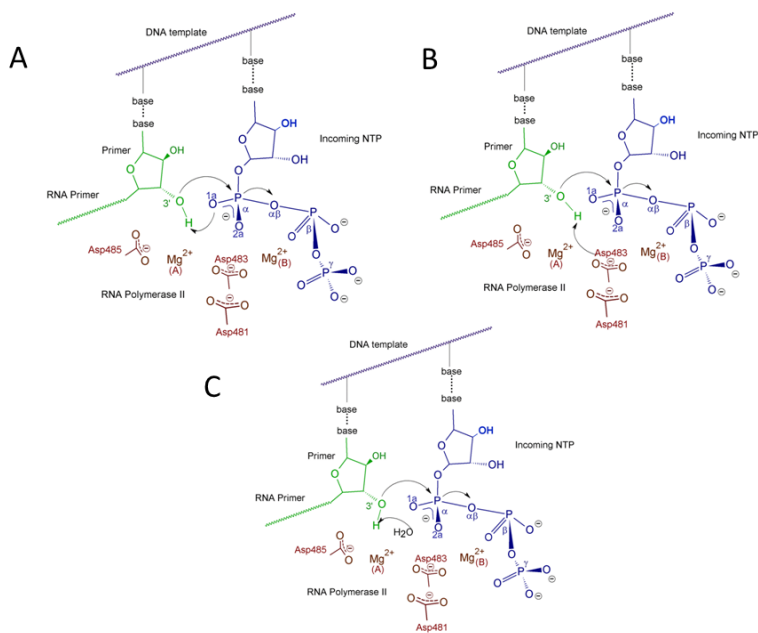 A
DNA template
base
base
base
base
Primer
OH
OH
OH
Incoming NTP
RNA Primer
O
O
3'
O
H
1a
O
P
α
⊖
O
2a
O
αβ
P
β
O
O
⊖
O
P
γ
O
O
⊖
O
⊖
Asp485
O
O
⊖
Mg2+
(A)
Asp483
O
O
⊖
Mg2+
(B)
RNA Polymerase II
O
O
⊖
Asp481
B
DNA template
base
base
base
base
Primer
OH
OH
OH
Incoming NTP
RNA Primer
O
O
3'
O
H
1a
O
P
α
⊖
O
2a
O
αβ
P
β
O
O
⊖
O
P
γ
O
O
⊖
O
⊖
Asp485
O
O
⊖
Mg2+
(A)
Asp483
O
O
⊖
Mg2+
(B)
RNA Polymerase II
O
O
⊖
Asp481
C
DNA template
base
base
base
base
Primer
OH
OH
OH
Incoming NTP
RNA Primer
O
O
3'
O
H
H2O
1a
O
P
α
⊖
O
2a
O
αβ
P
β
O
O
⊖
O
P
γ
O
O
⊖
O
⊖
Asp485
O
O
⊖
Mg2+
(A)
Asp483
O
O
⊖
Mg2+
(B)
RNA Polymerase II
O
O
⊖
Asp481